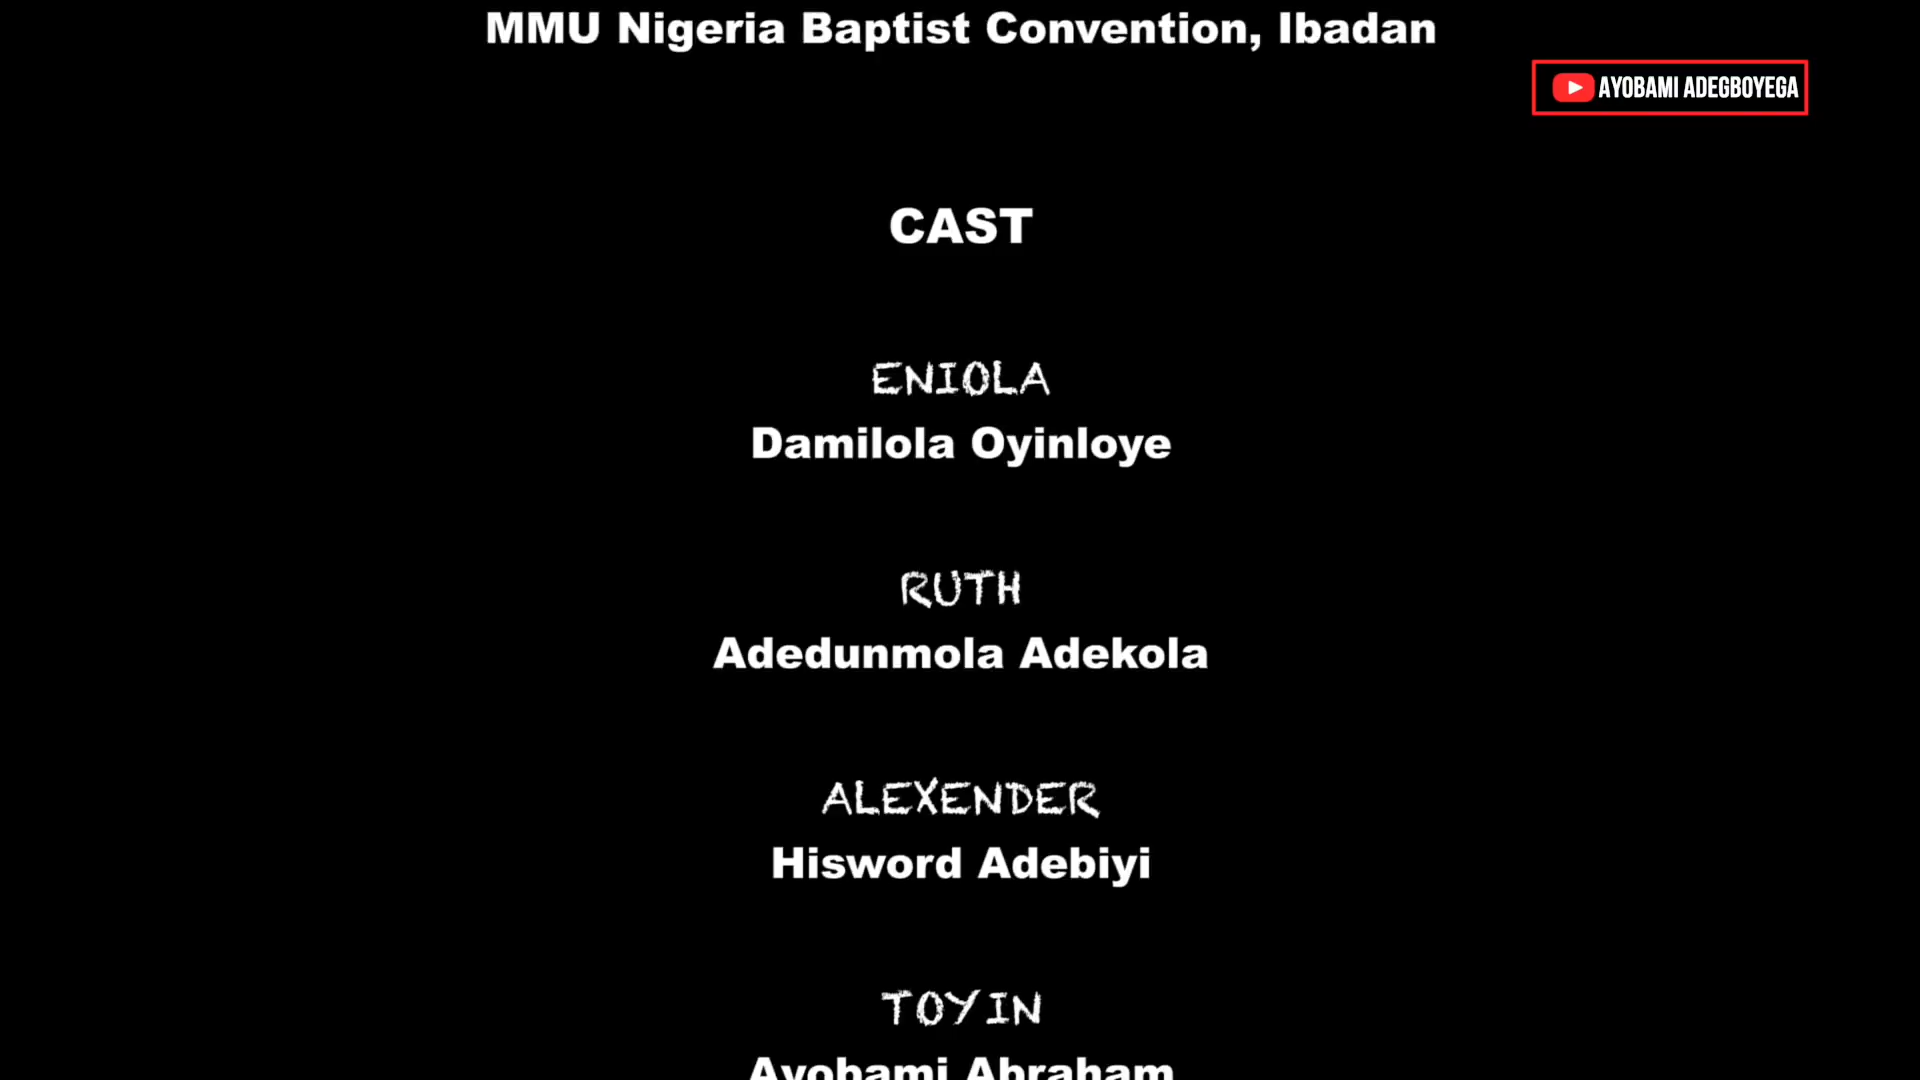 MMU Nigeria Baptist Convention, Ibadan
AYOBAMI ADEGBOYEGA
CAST
ENIOLA
Damilola Oyinloye
RUTH
Adedunmola Adekola
ALEXENDER
Hisword Adebiyi
TOYIN
Ayobami Abraham